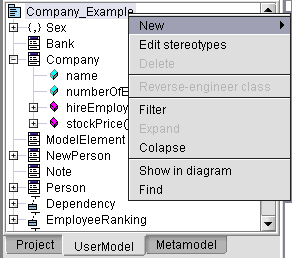 Company_Example
( , ) Sex
Bank
Company
name
numberOfE
hireEmploy
stockPrice(
ModelElement
NewPerson
Note
Person
Dependency
EmployeeRanking
New
Edit stereotypes
Delete
Reverse-engineer class
Filter
Expand
Colapse
Show in diagram
Find
Project
UserModel
Metamodel